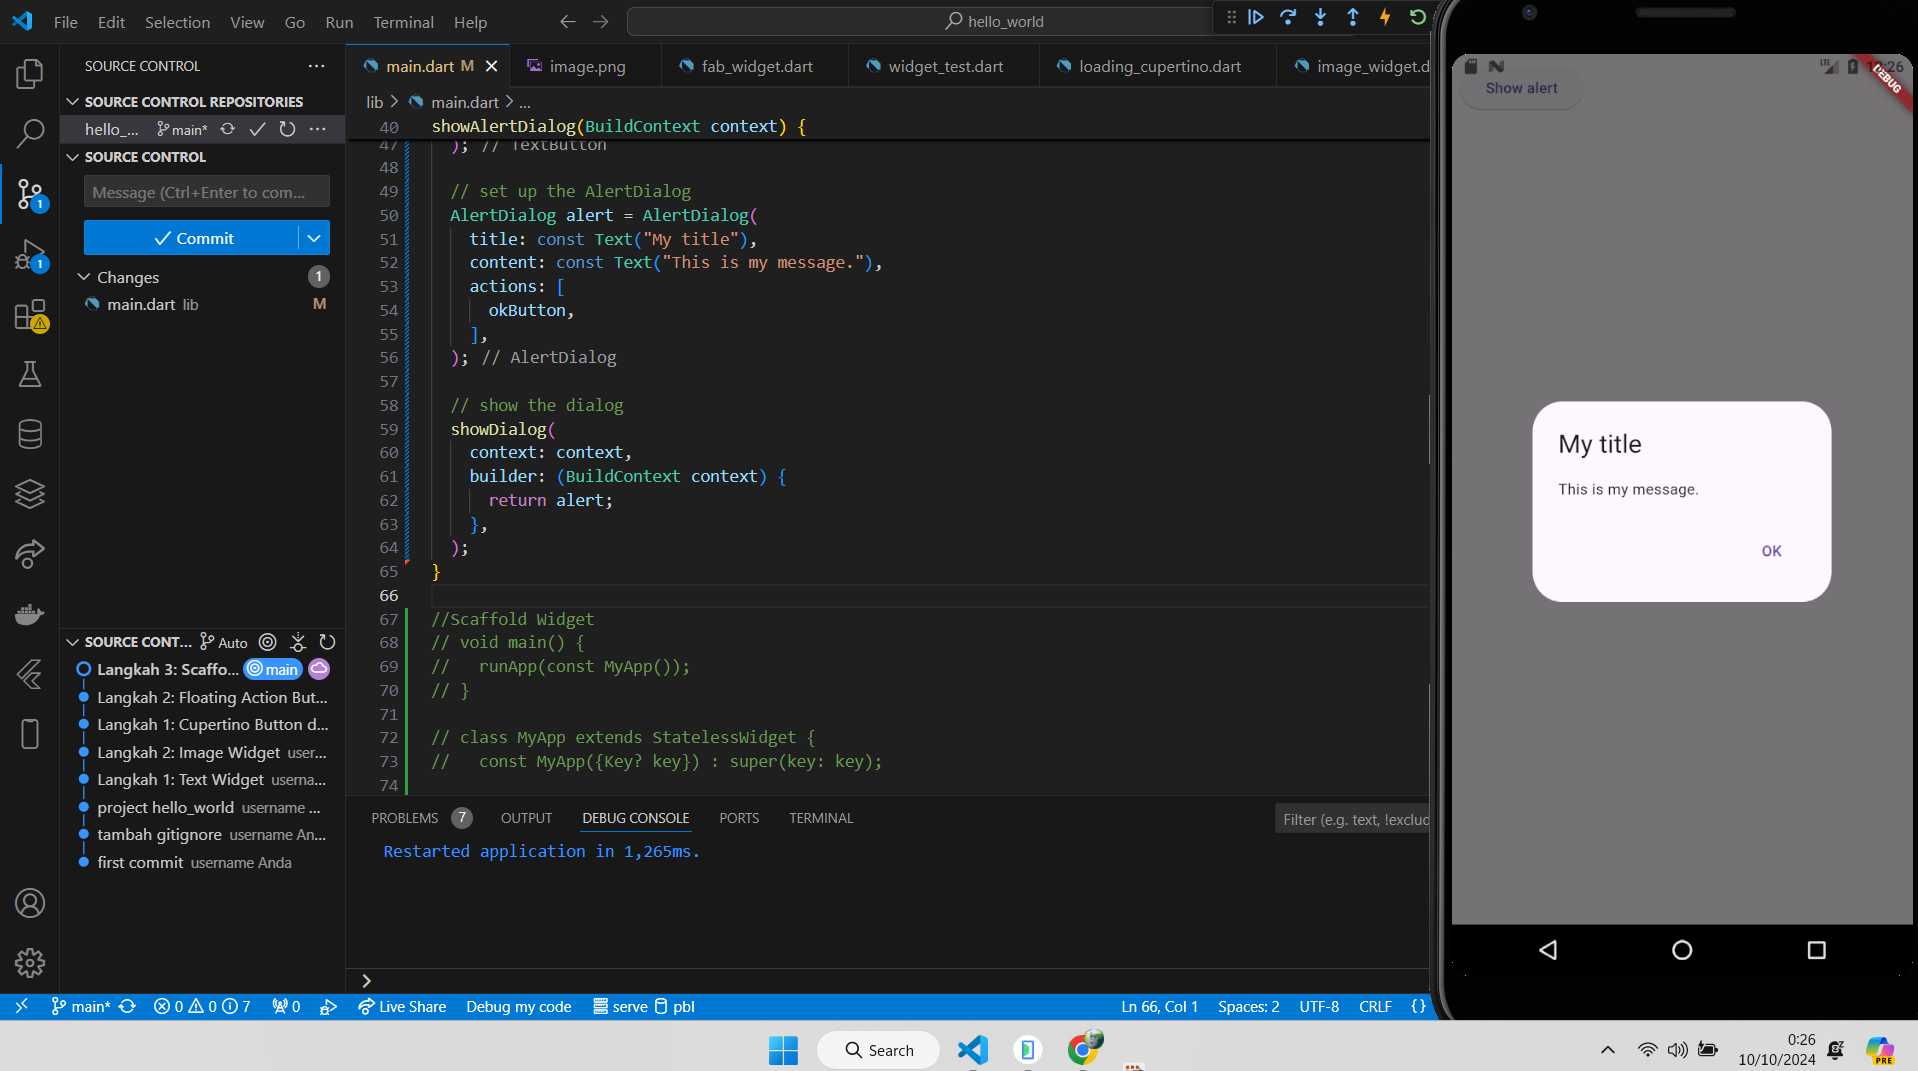 File Edit Selection View Go Run Terminal Help
hello_world
SOURCE CONTROL
SOURCE CONTROL REPOSITORIES
hello_... main*
SOURCE CONTROL
Message (Ctrl+Enter to com...
Commit
Changes 1
main.dart lib M
SOURCE CONT... Auto
Langkah 3: Scaffo... main
Langkah 2: Floating Action But...
Langkah 1: Cupertino Button d...
Langkah 2: Image Widget user...
Langkah 1: Text Widget userna...
project hello_world username ...
tambah gitignore username An...
first commit username Anda
1
1
main.dart M image.png fab_widget.dart widget_test.dart loading_cupertino.dart image_widget.d
lib > main.dart > ...
40 showAlertDialog(BuildContext context) {
47 ); // TextButton
48
49 // set up the AlertDialog
50 AlertDialog alert = AlertDialog(
51 title: const Text("My title"),
52 content: const Text("This is my message."),
53 actions: [
54 okButton,
55 ],
56 ); // AlertDialog
57
58 // show the dialog
59 showDialog(
60 context: context,
61 builder: (BuildContext context) {
62 return alert;
63 },
64 );
65 }
66
67 //Scaffold Widget
68 // void main() {
69 //   runApp(const MyApp());
70 // }
71
72 // class MyApp extends StatelessWidget {
73 //   const MyApp({Key? key}) : super(key: key);
74
PROBLEMS 7 OUTPUT DEBUG CONSOLE PORTS TERMINAL
Filter (e.g. text, !exclud
Restarted application in 1,265ms.
>
main* 0 0 7 0 Live Share Debug my code serve pbl
Ln 66, Col 1 Spaces: 2 UTF-8 CRLF {}
LTE
DEBUG
Show alert
My title
This is my message.
OK
Search
0:26
10/10/2024
PRE